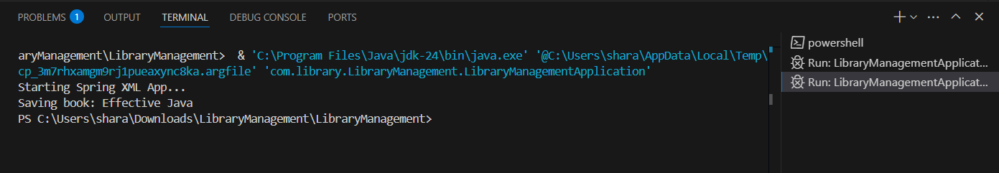 PROBLEMS 1 OUTPUT TERMINAL DEBUG CONSOLE PORTS
aryManagement\LibraryManagement>  & 'C:\Program Files\Java\jdk-24\bin\java.exe' '@C:\Users\shara\AppData\Local\Temp\
cp_3m7rhxamgm9rj1pueaxync8ka.argfile' 'com.library.LibraryManagement.LibraryManagementApplication'
Starting Spring XML App...
Saving book: Effective Java
PS C:\Users\shara\Downloads\LibraryManagement\LibraryManagement>
powershell
Run: LibraryManagementApplicat...
Run: LibraryManagementApplicat...